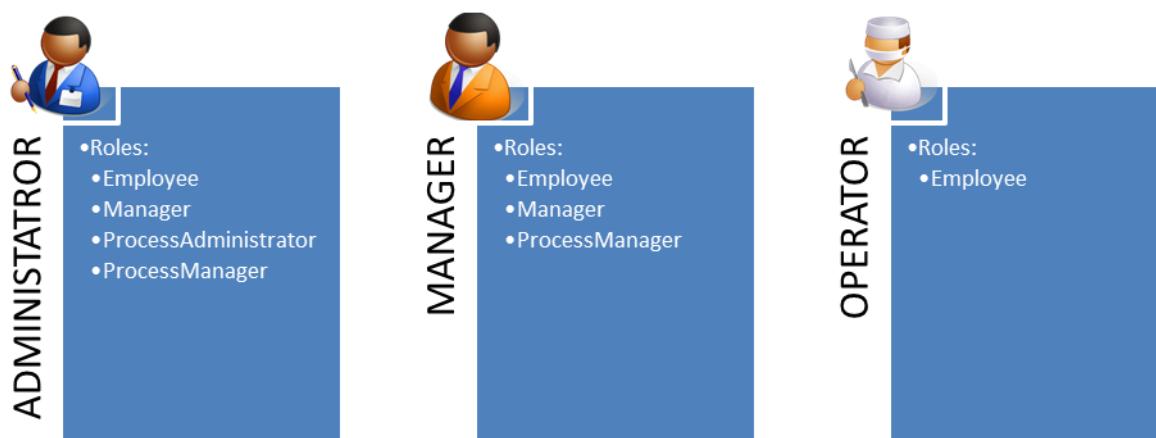 ADMINISTATROR
•Roles:
•Employee
•Manager
•ProcessAdministrator
•ProcessManager
MANAGER
•Roles:
•Employee
•Manager
•ProcessManager
OPERATOR
•Roles:
•Employee